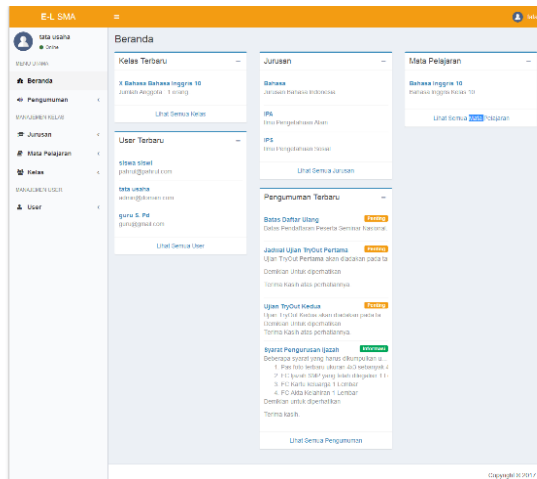 E-L SMA
tata usaha
Online
MENU UTAMA
Beranda
Pengumuman
MANAJEMEN KELAS
Jurusan
Mata Pelajaran
Kelas
MANAJEMEN USER
User
Beranda
Kelas Terbaru
X Bahasa Bahasa Inggris 10
Jumlah Anggota : 1 orang
Lihat Semua Kelas
User Terbaru
siswa siswi
pahrul@pahrul.com
tata usaha
admin@domain.com
guru S. Pd
guru@gmail.com
Lihat Semua User
Jurusan
Bahasa
Jurusan Bahasa Indonesia
IPA
Ilmu Pengetahuan Alam
IPS
Ilmu Pengetahuan Sosial
Lihat Semua Jurusan
Pengumuman Terbaru
Batas Daftar Ulang Penting
Batas Pendaftaran Peserta Seminar Nasional
Jadwal Ujian TryOut Pertama Penting
Ujian TryOut Pertama akan diadakan pada ta
Demikian untuk diperhatikan
Terima Kasih atas perhatiannya
Ujian TryOut Kedua Penting
Ujian TryOut Kedua akan diadakan pada ta
Demikian Untuk diperhatikan
Terima Kasih atas perhatiannya
Syarat Pengurusan Ijazah Informasi
Beberapa syarat yang harus dikumpulkan u...
1. Pas foto terbaru ukuran 4x3 sebanyak
2. FC Ijazah SMP yang telah dilegalisir
3. FC Kartu keluarga 1 Lembar
4. FC Akta Kelahiran 1 Lembar
Demikian untuk diperhatikan
Terima kasih.
Lihat Semua Pengumuman
Mata Pelajaran
Bahasa Inggris 10
Bahasa Inggris Kelas 10
Lihat Semua Mata Pelajaran
Copyright © 2017